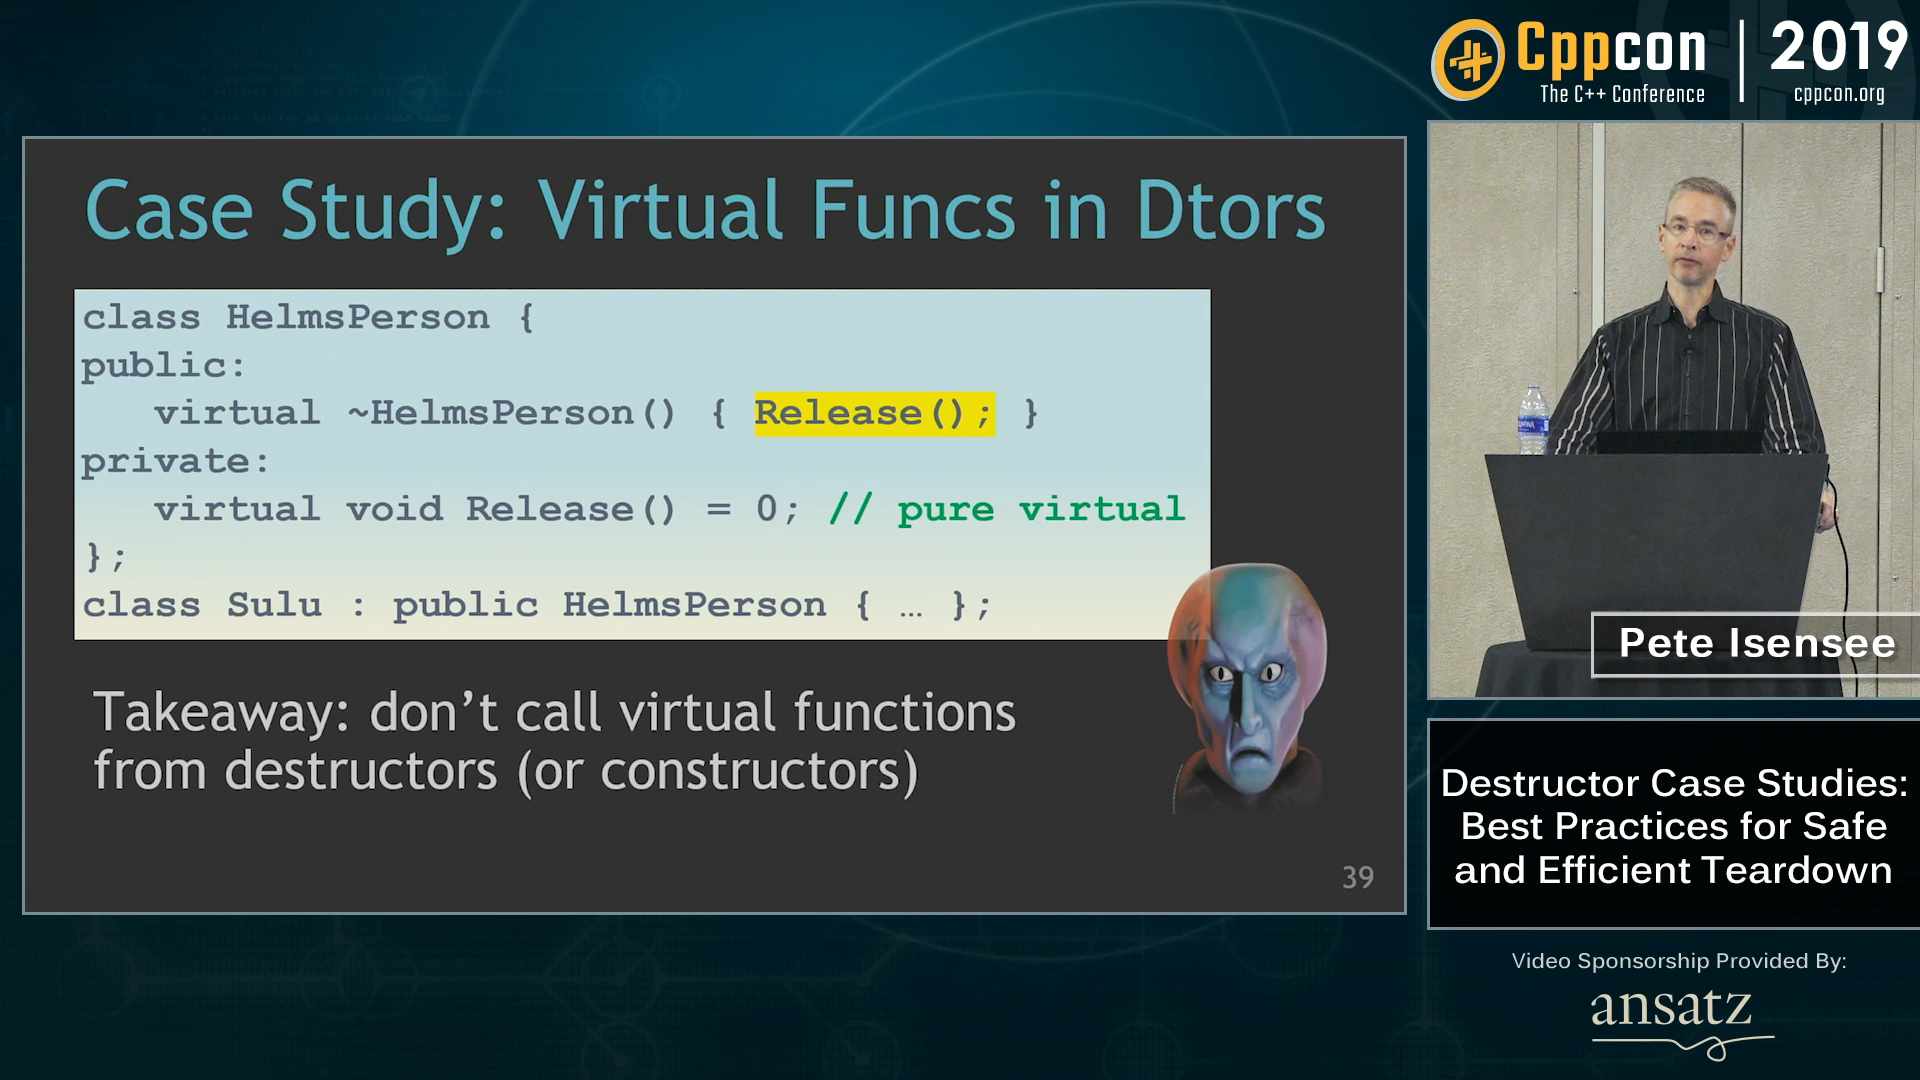 Cppcon
The C++ Conference
2019
cppcon.org
Case Study: Virtual Funcs in Dtors
class HelmsPerson {
public:
virtual ~HelmsPerson() { Release(); }
private:
virtual void Release() = 0; // pure virtual
};
class Sulu : public HelmsPerson { … };
Takeaway: don’t call virtual functions
from destructors (or constructors)
39
Pete Isensee
Destructor Case Studies:
Best Practices for Safe
and Efficient Teardown
Video Sponsorship Provided By:
ansatz